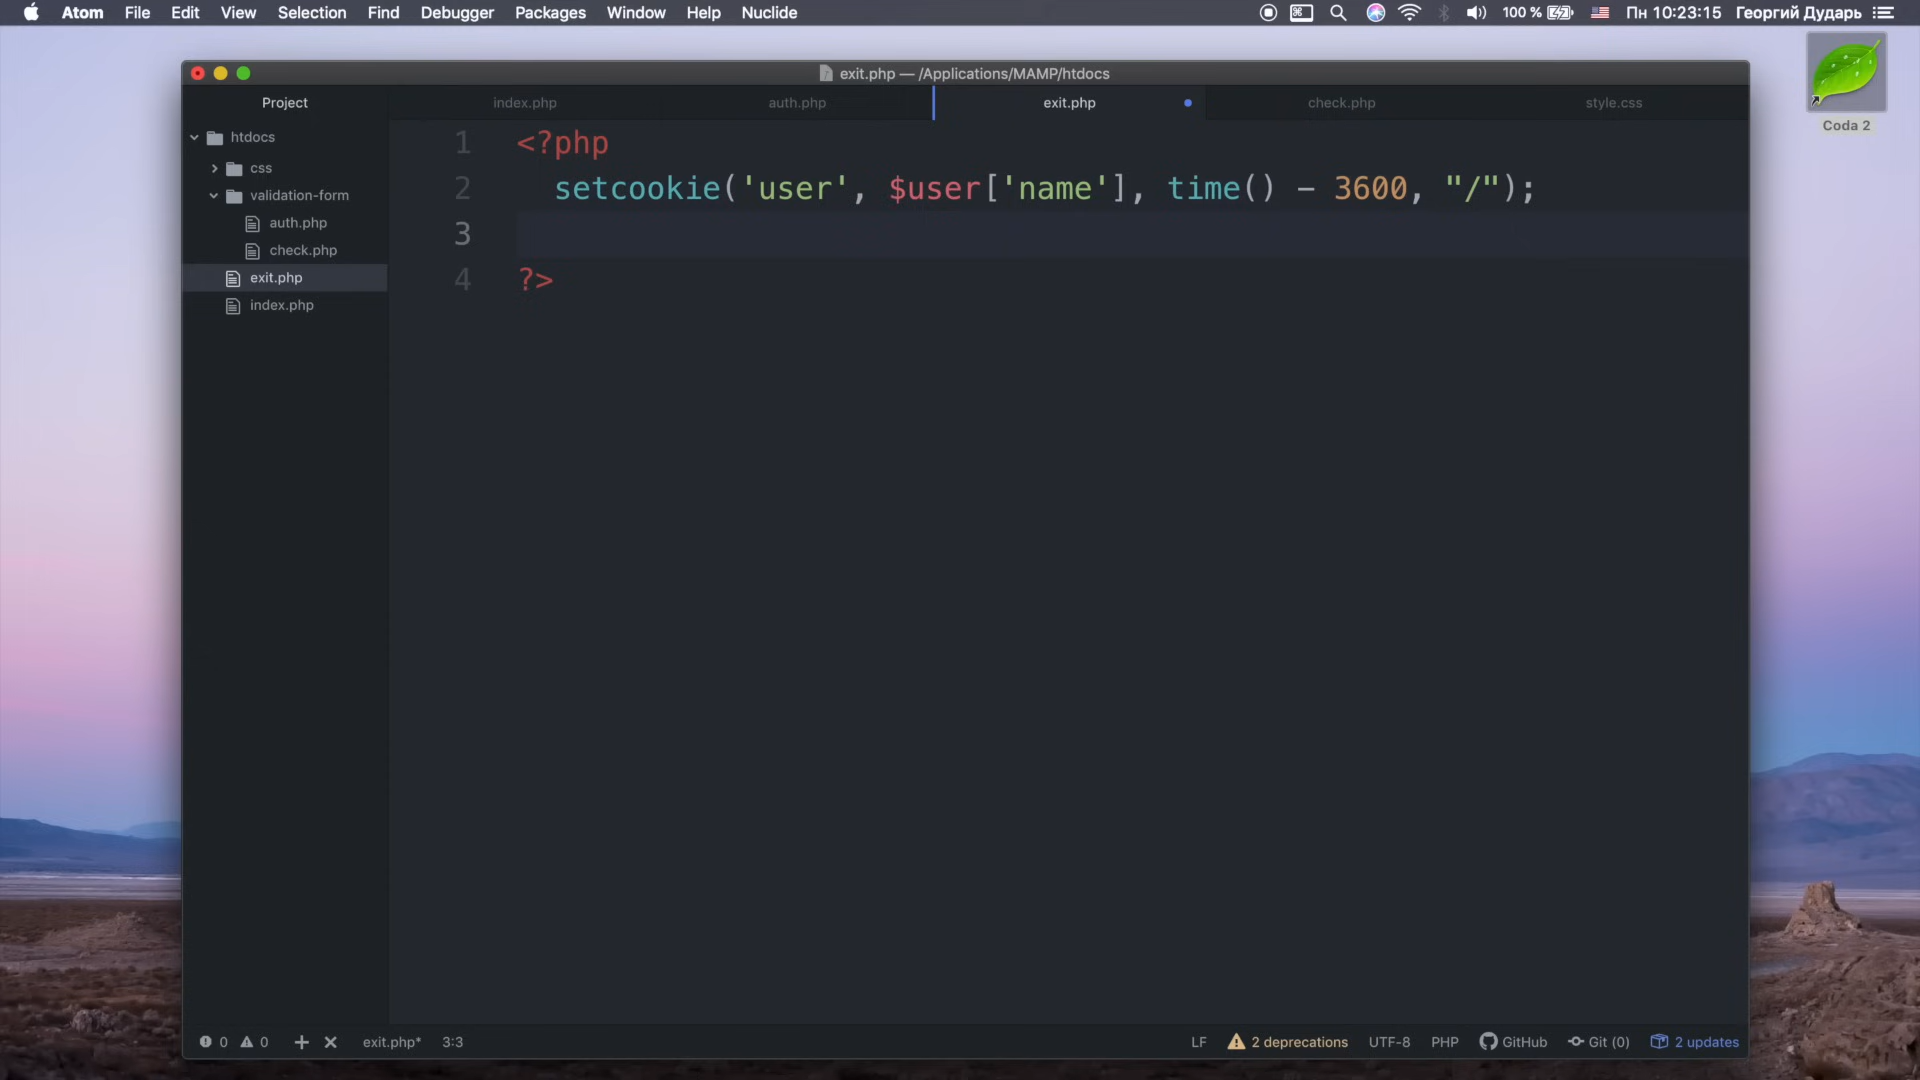 Atom File Edit View Selection Find Debugger Packages Window Help Nuclide 100 % Пн 10:23:15 Георгий Дударь
Coda 2
exit.php — /Applications/MAMP/htdocs
Project index.php auth.php exit.php check.php style.css
htdocs
css
validation-form
auth.php
check.php
exit.php
index.php
1 <?php
2 setcookie('user', $user['name'], time() - 3600, "/");
3
4 ?>
0 0 exit.php* 3:3 LF 2 deprecations UTF-8 PHP GitHub Git (0) 2 updates